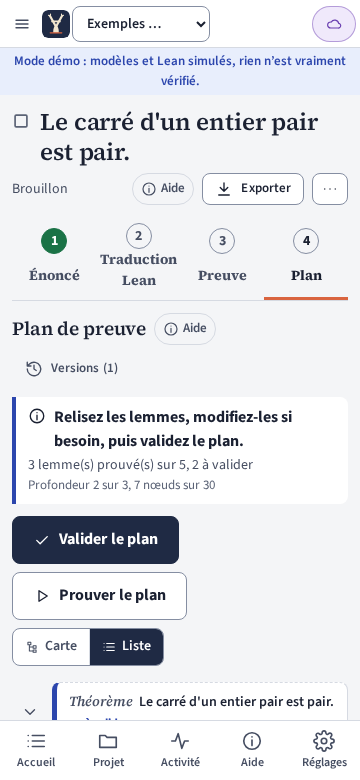 Exemples ...
Mode démo : modèles et Lean simulés, rien n'est vraiment
vérifié.
Le carré d'un entier pair
est pair.
Brouillon
Aide
Exporter
...
1
2
3
4
Énoncé
Traduction
Lean
Preuve
Plan
Plan de preuve
Aide
Versions (1)
Relisez les lemmes, modifiez-les si
besoin, puis validez le plan.
3 lemme(s) prouvé(s) sur 5, 2 à valider
Profondeur 2 sur 3, 7 nœuds sur 30
Valider le plan
Prouver le plan
Carte
Liste
Théorème Le carré d'un entier pair est pair.
Accueil
Projet
Activité
Aide
Réglages